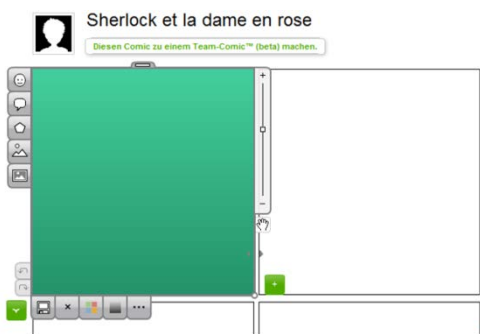 Sherlock et la dame en rose
Diesen Comic zu einem Team-Comic™ (beta) machen.